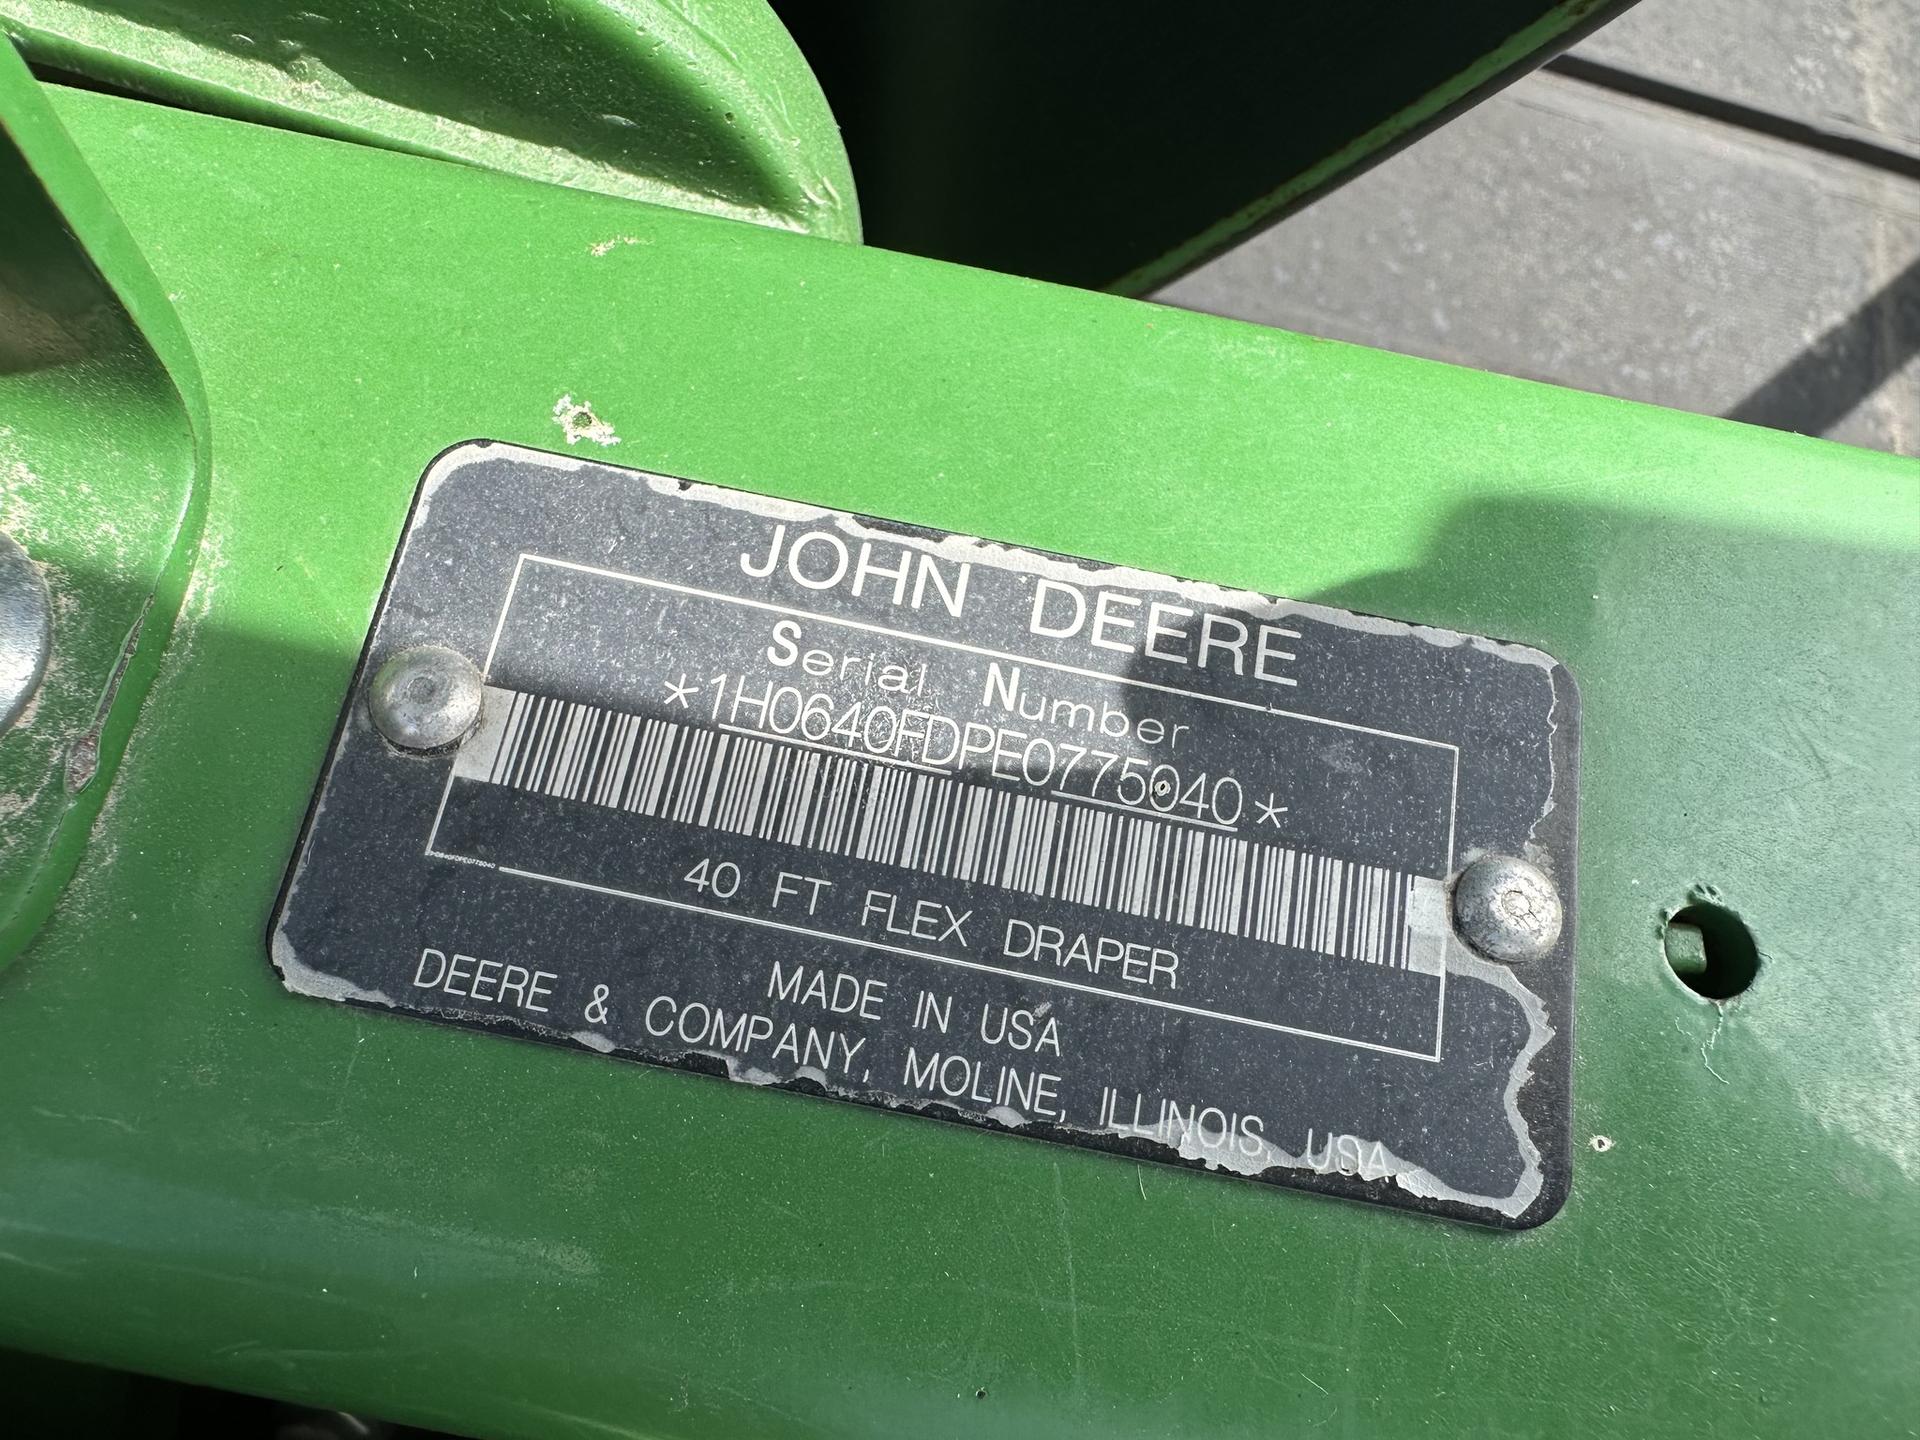 JOHN DEERE
Serial Number
*1H0640FDPE0775040*
40 FT FLEX DRAPER
MADE IN USA
DEERE & COMPANY, MOLINE, ILLINOIS, USA